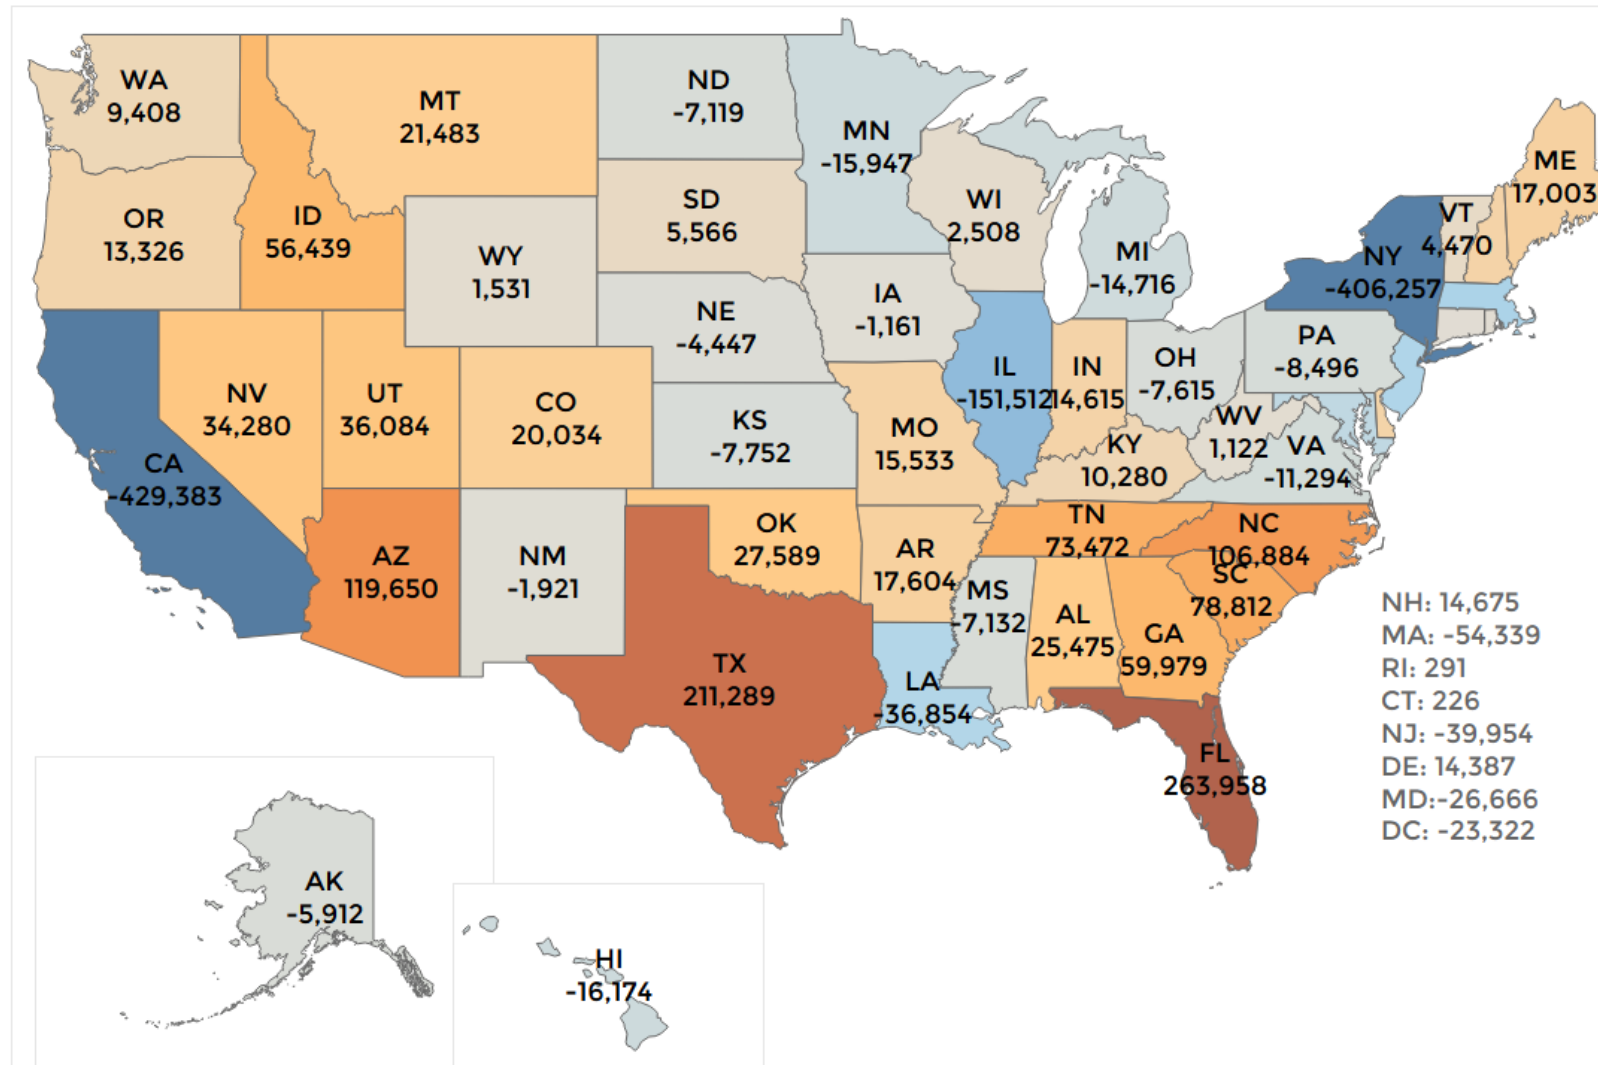 WA
9,408
MT
21,483
ND
-7,119
MN
-15,947
ME
17,003
OR
13,326
ID
56,439
SD
5,566
WI
2,508
VT
4,470
WY
1,531
MI
-14,716
NY
-406,257
IA
-1,161
NE
-4,447
PA
-8,496
IL
-151,512
IN
14,615
OH
-7,615
NV
34,280
UT
36,084
CO
20,034
KS
-7,752
MO
15,533
WV
1,122
KY
10,280
VA
-11,294
CA
-429,383
TN
73,472
NC
106,884
AZ
119,650
NM
-1,921
OK
27,589
AR
17,604
SC
78,812
MS
-7,132
AL
25,475
GA
59,979
TX
211,289
LA
-36,854
FL
263,958
NH: 14,675
MA: -54,339
RI: 291
CT: 226
NJ: -39,954
DE: 14,387
MD:-26,666
DC: -23,322
AK
-5,912
HI
-16,174